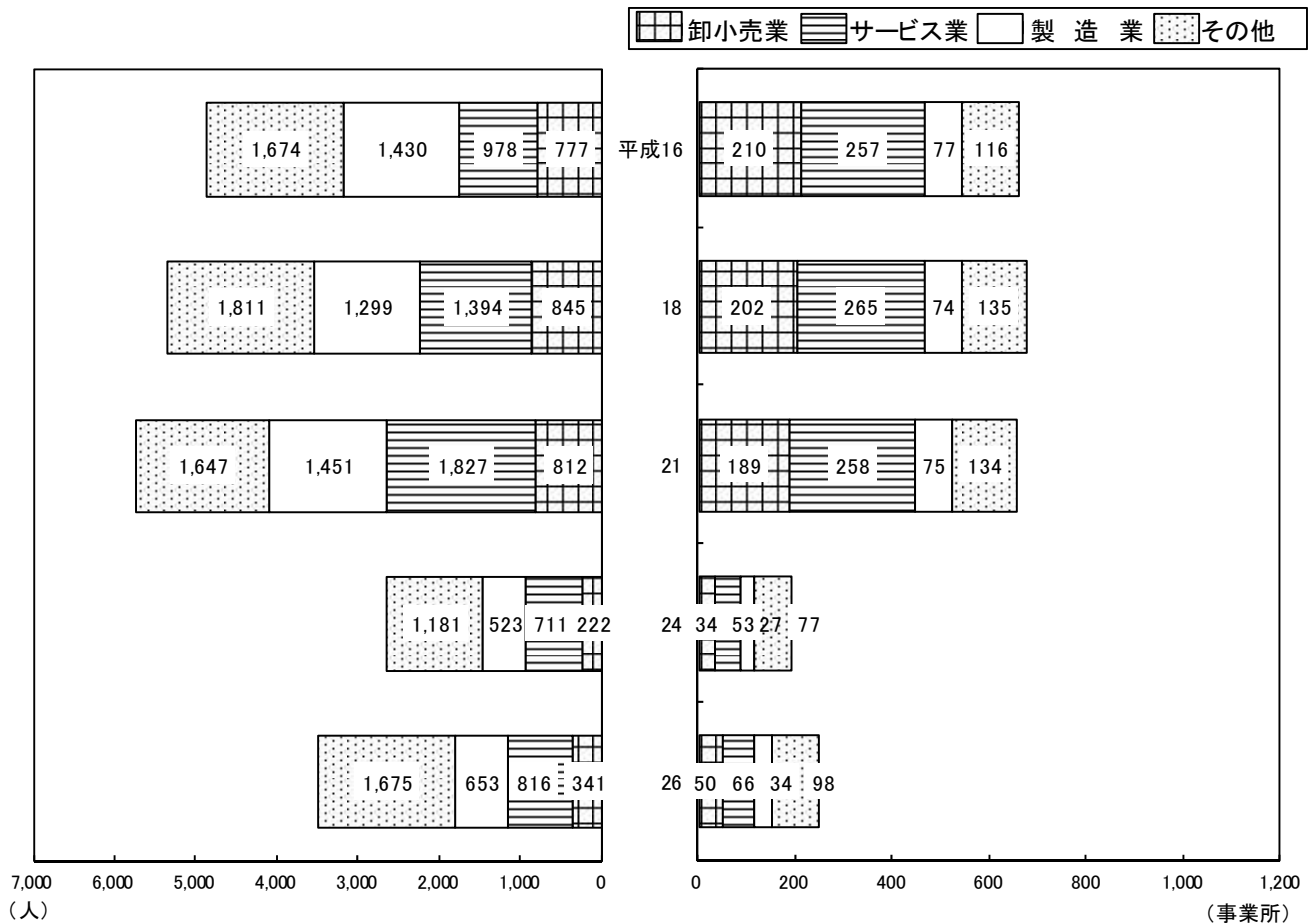 卸小売業 サービス業 製造業 その他
1,674 1,430 978 777 平成16 210 257 77 116
1,811 1,299 1,394 845 18 202 265 74 135
1,647 1,451 1,827 812 21 189 258 75 134
1,181 523 711 222 24 34 53 27 77
1,675 653 816 341 26 50 66 34 98
7,000 6,000 5,000 4,000 3,000 2,000 1,000 0 0 200 400 600 800 1,000 1,200
(人) (事業所)